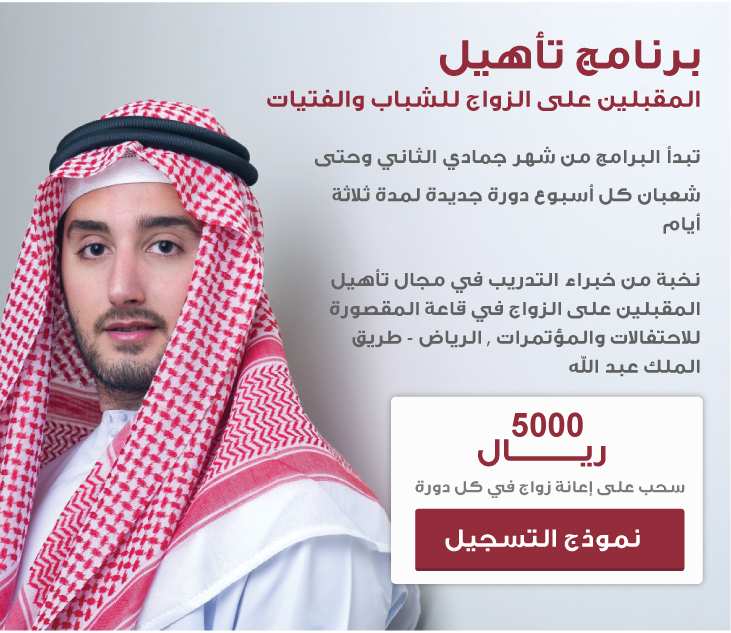 برنامج تأهيل
المقبلين على الزواج للشباب والفتيات
تبدأ البرامج من شهر جمادي الثاني وحتى
شعبان كل أسبوع دورة جديدة لمدة ثلاثة
أيام
نخبة من خبراء التدريب في مجال تأهيل
المقبلين على الزواج في قاعة المقصورة
للاحتفالات والمؤتمرات , الرياض - طريق
الملك عبد الله
5000
ريـــــــال
سحب على إعانة زواج في كل دورة
نموذج التسجيل